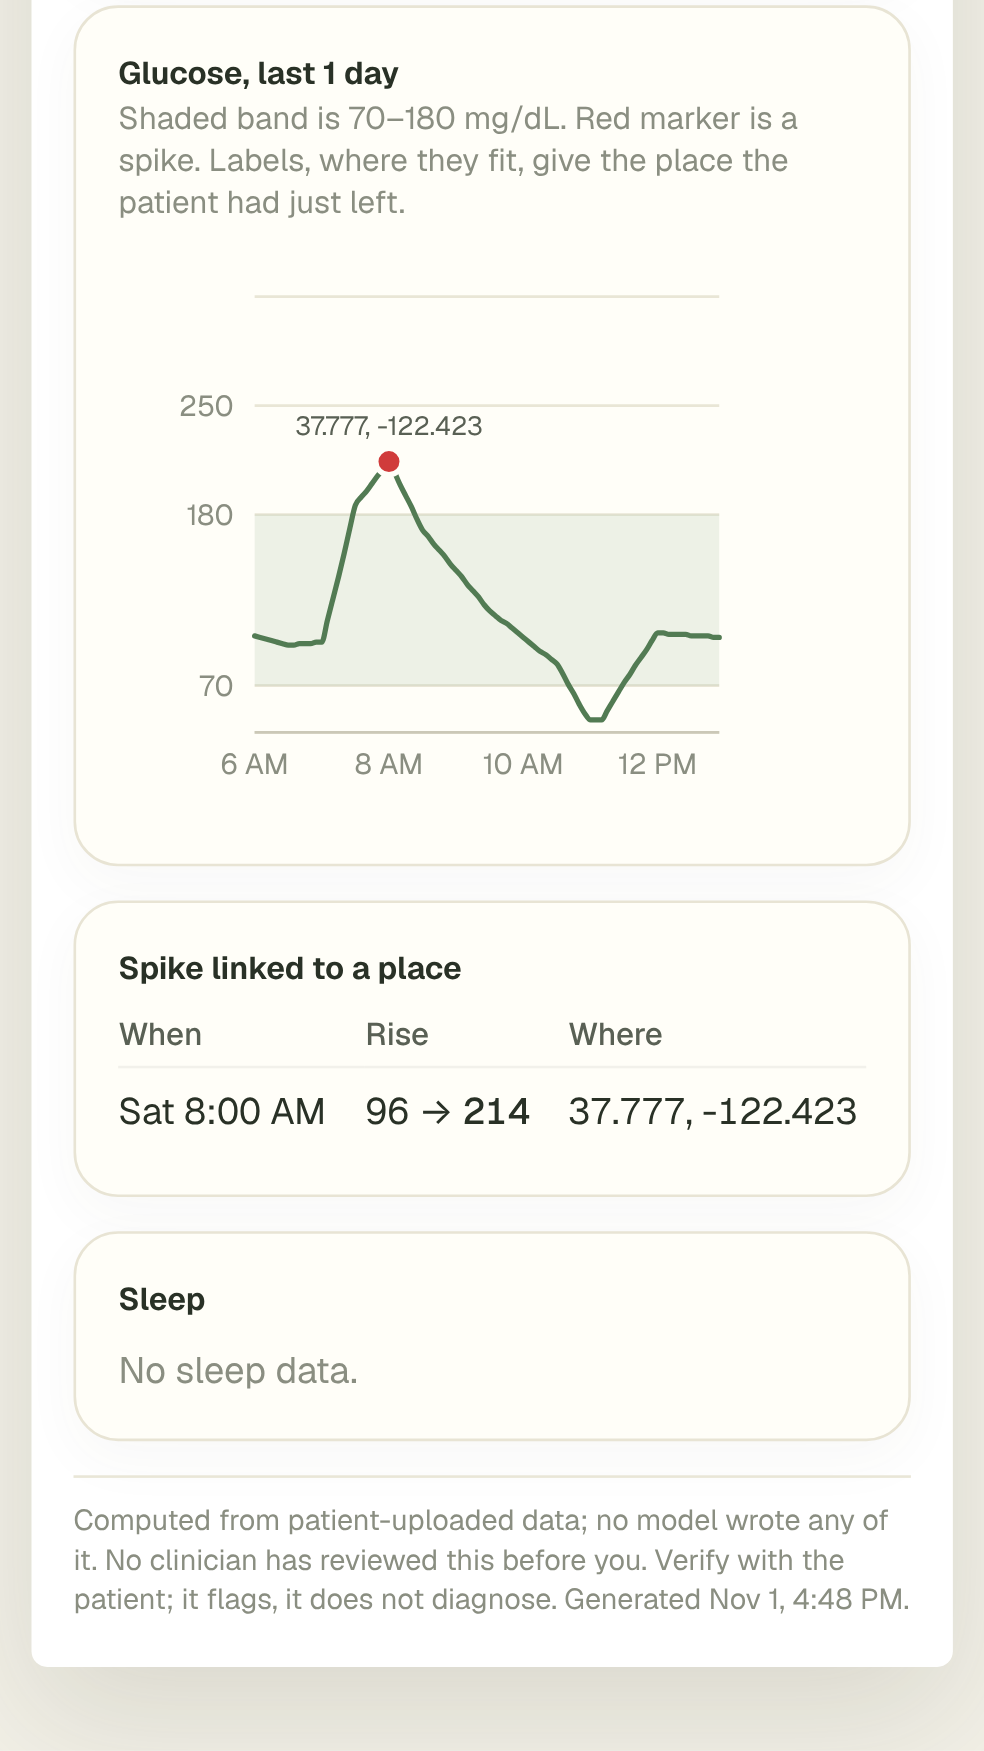 Glucose, last 1 day
Shaded band is 70–180 mg/dL. Red marker is a
spike. Labels, where they fit, give the place the
patient had just left.
250
37.777, -122.423
180
70
6 AM 8 AM 10 AM 12 PM
Spike linked to a place
When Rise Where
Sat 8:00 AM 96 → 214 37.777, -122.423
Sleep
No sleep data.
Computed from patient-uploaded data; no model wrote any of
it. No clinician has reviewed this before you. Verify with the
patient; it flags, it does not diagnose. Generated Nov 1, 4:48 PM.